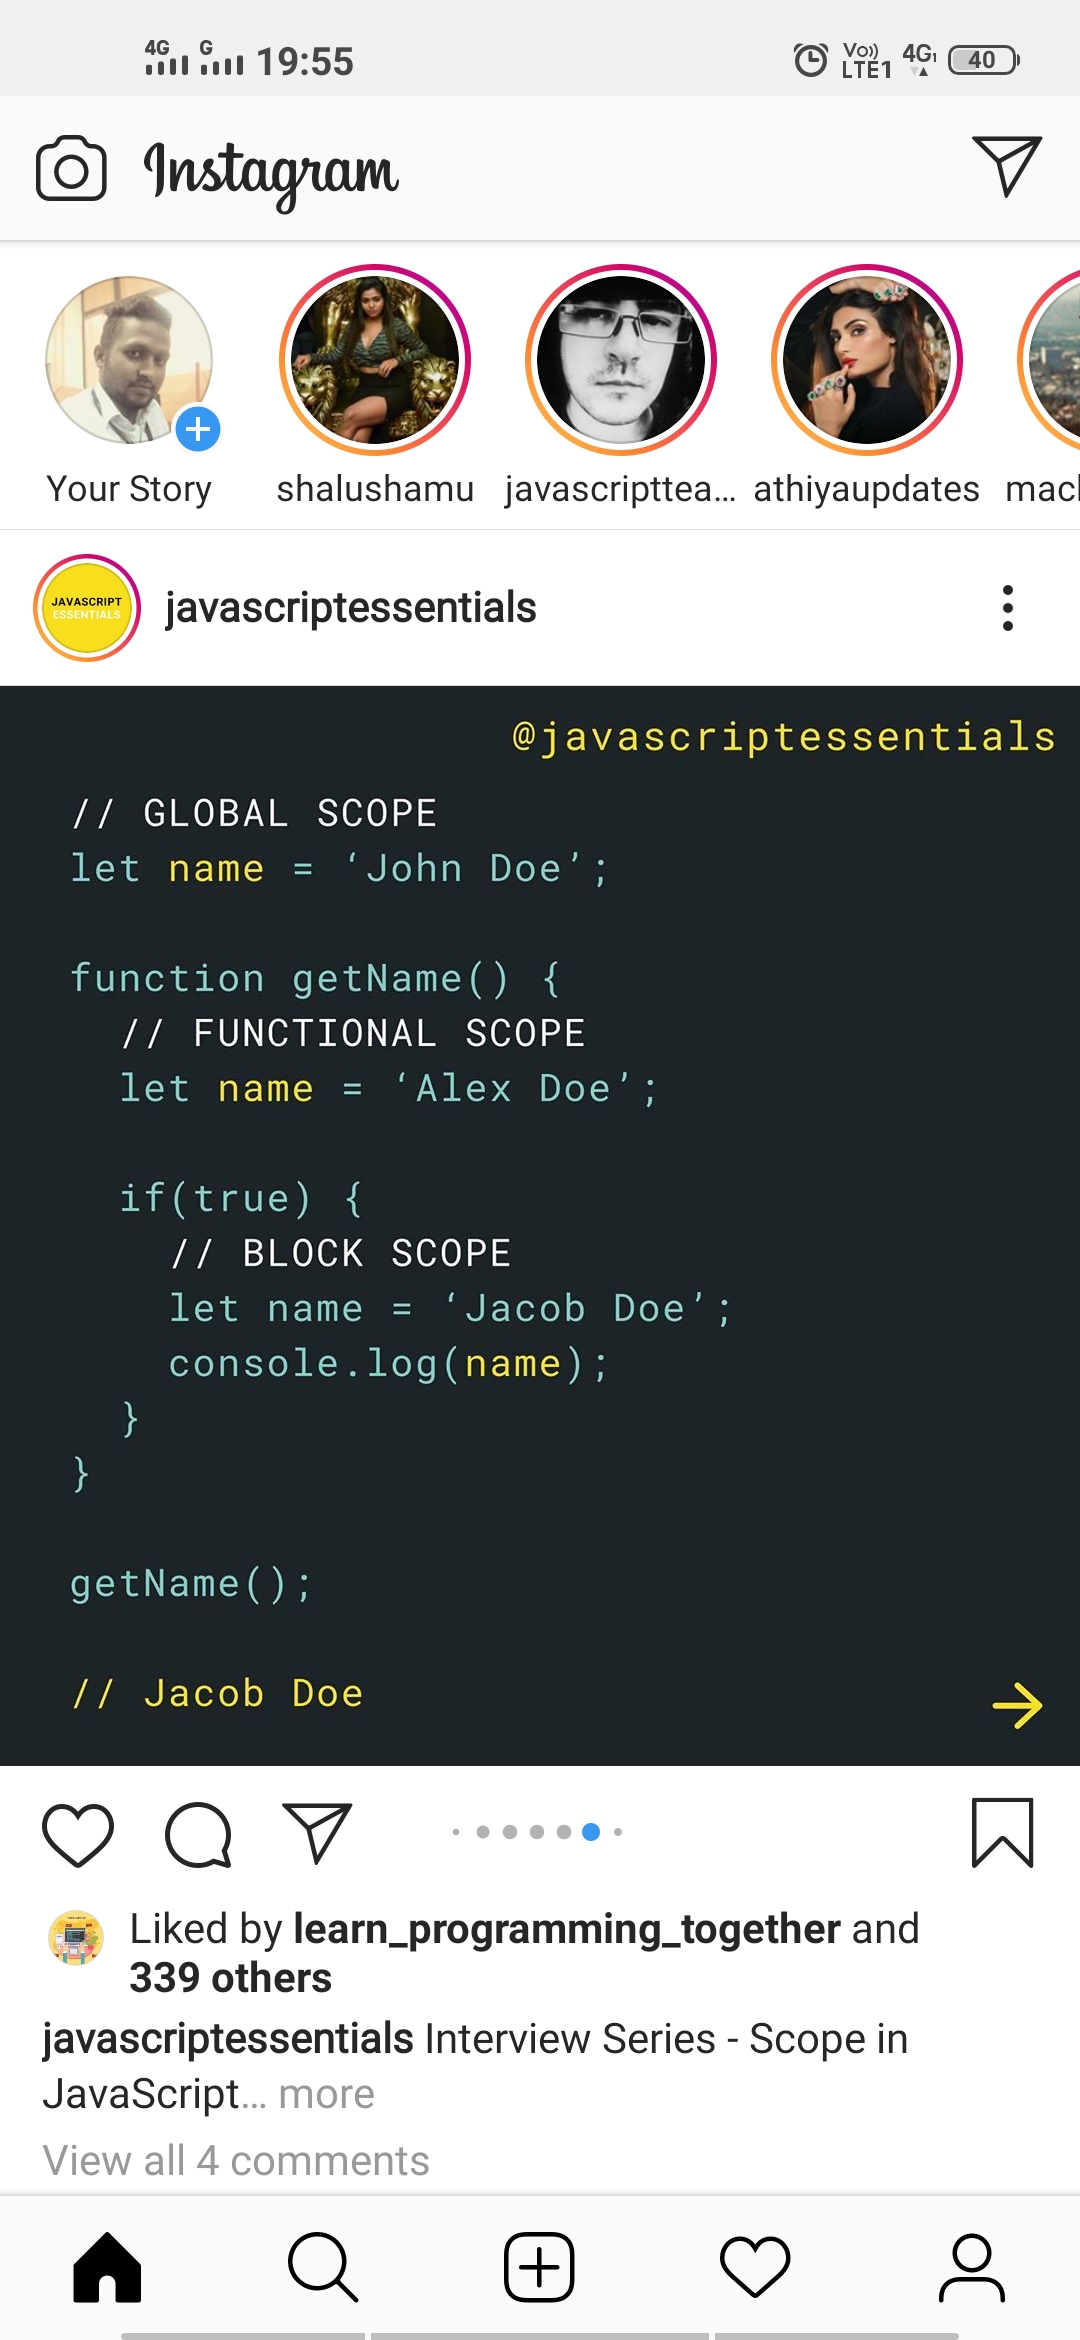 4G G 19:55 Vo)) LTE1 4G1 40
Instagram
Your Story shalushamu javascripttea... athiyaupdates
JAVASCRIPT
ESSENTIALS
javascriptessentials
@javascriptessentials
// GLOBAL SCOPE
let name = ‘John Doe’;
function getName() {
// FUNCTIONAL SCOPE
let name = ‘Alex Doe’;
if(true) {
// BLOCK SCOPE
let name = ‘Jacob Doe’;
console.log(name);
}
}
getName();
// Jacob Doe
Liked by learn_programming_together and
339 others
javascriptessentials Interview Series - Scope in
JavaScript... more
View all 4 comments